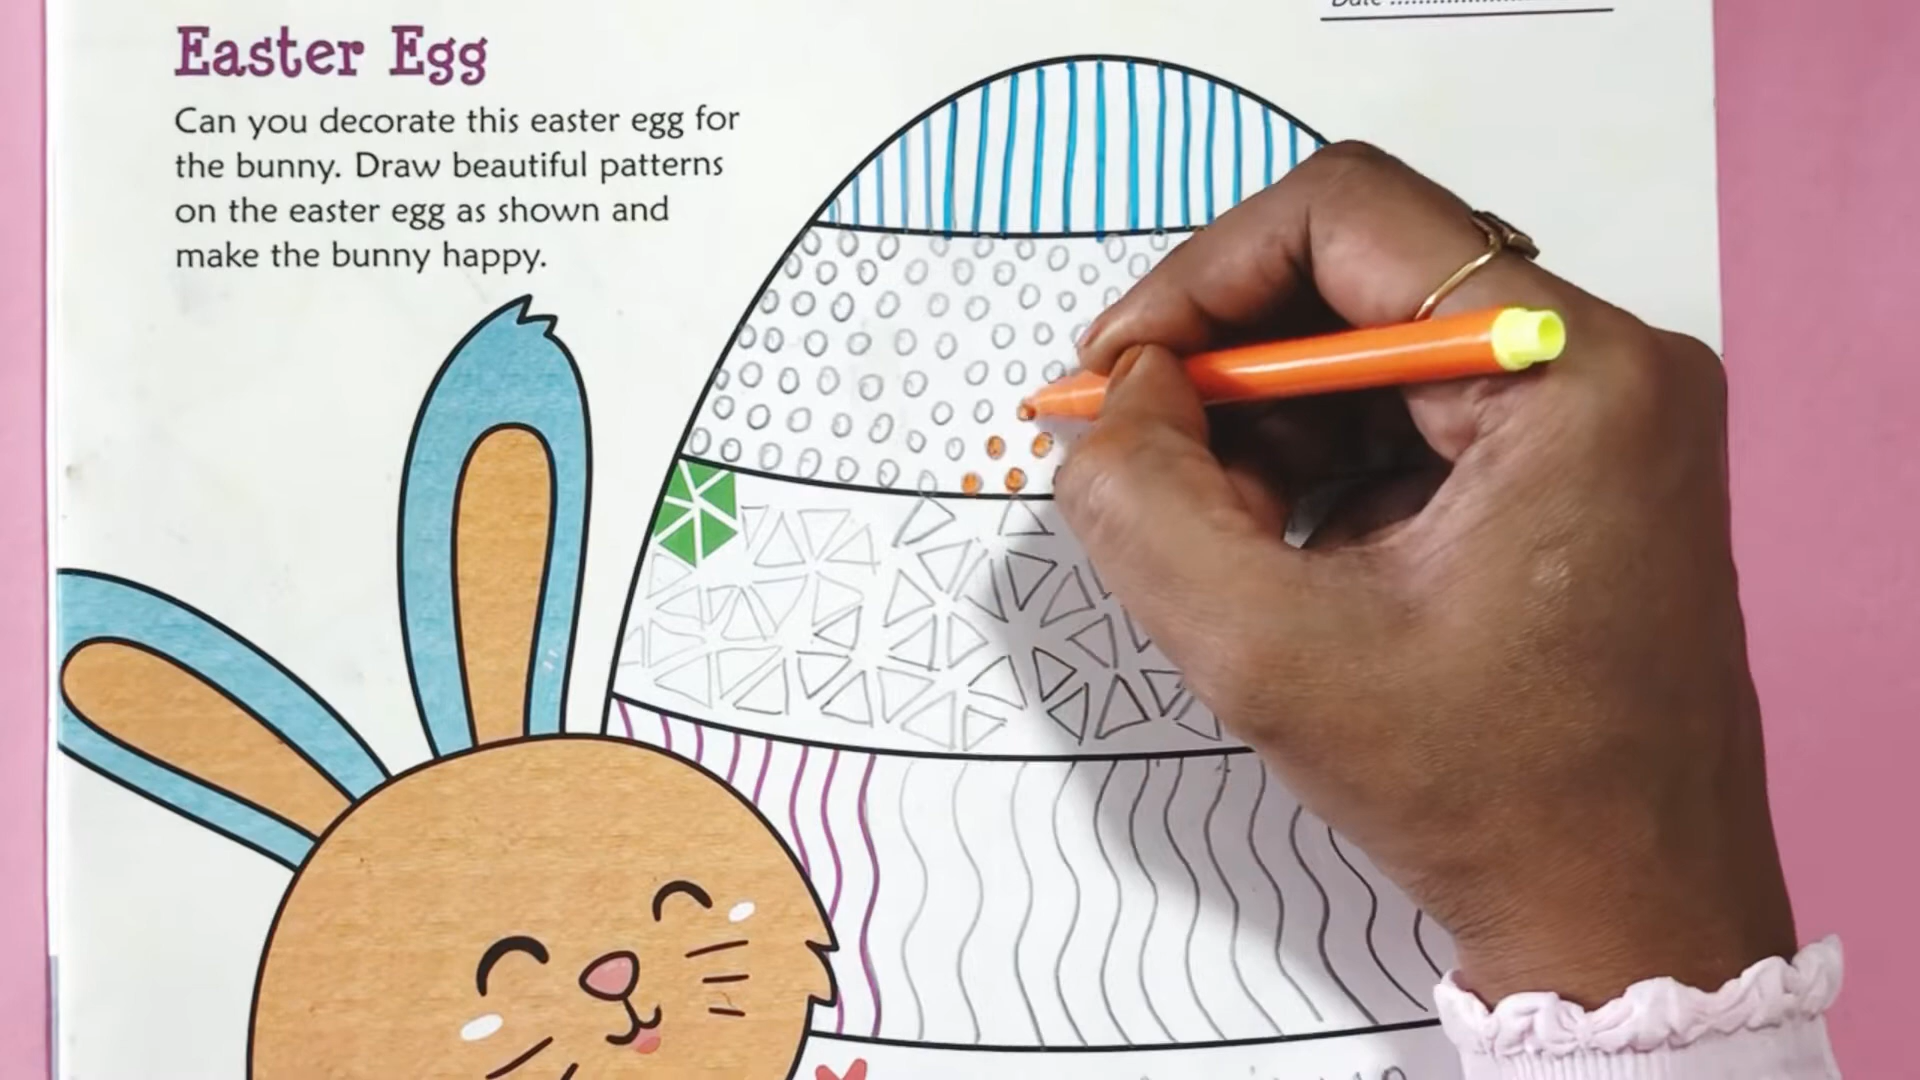 Date
Easter Egg
Can you decorate this easter egg for
the bunny. Draw beautiful patterns
on the easter egg as shown and
make the bunny happy.